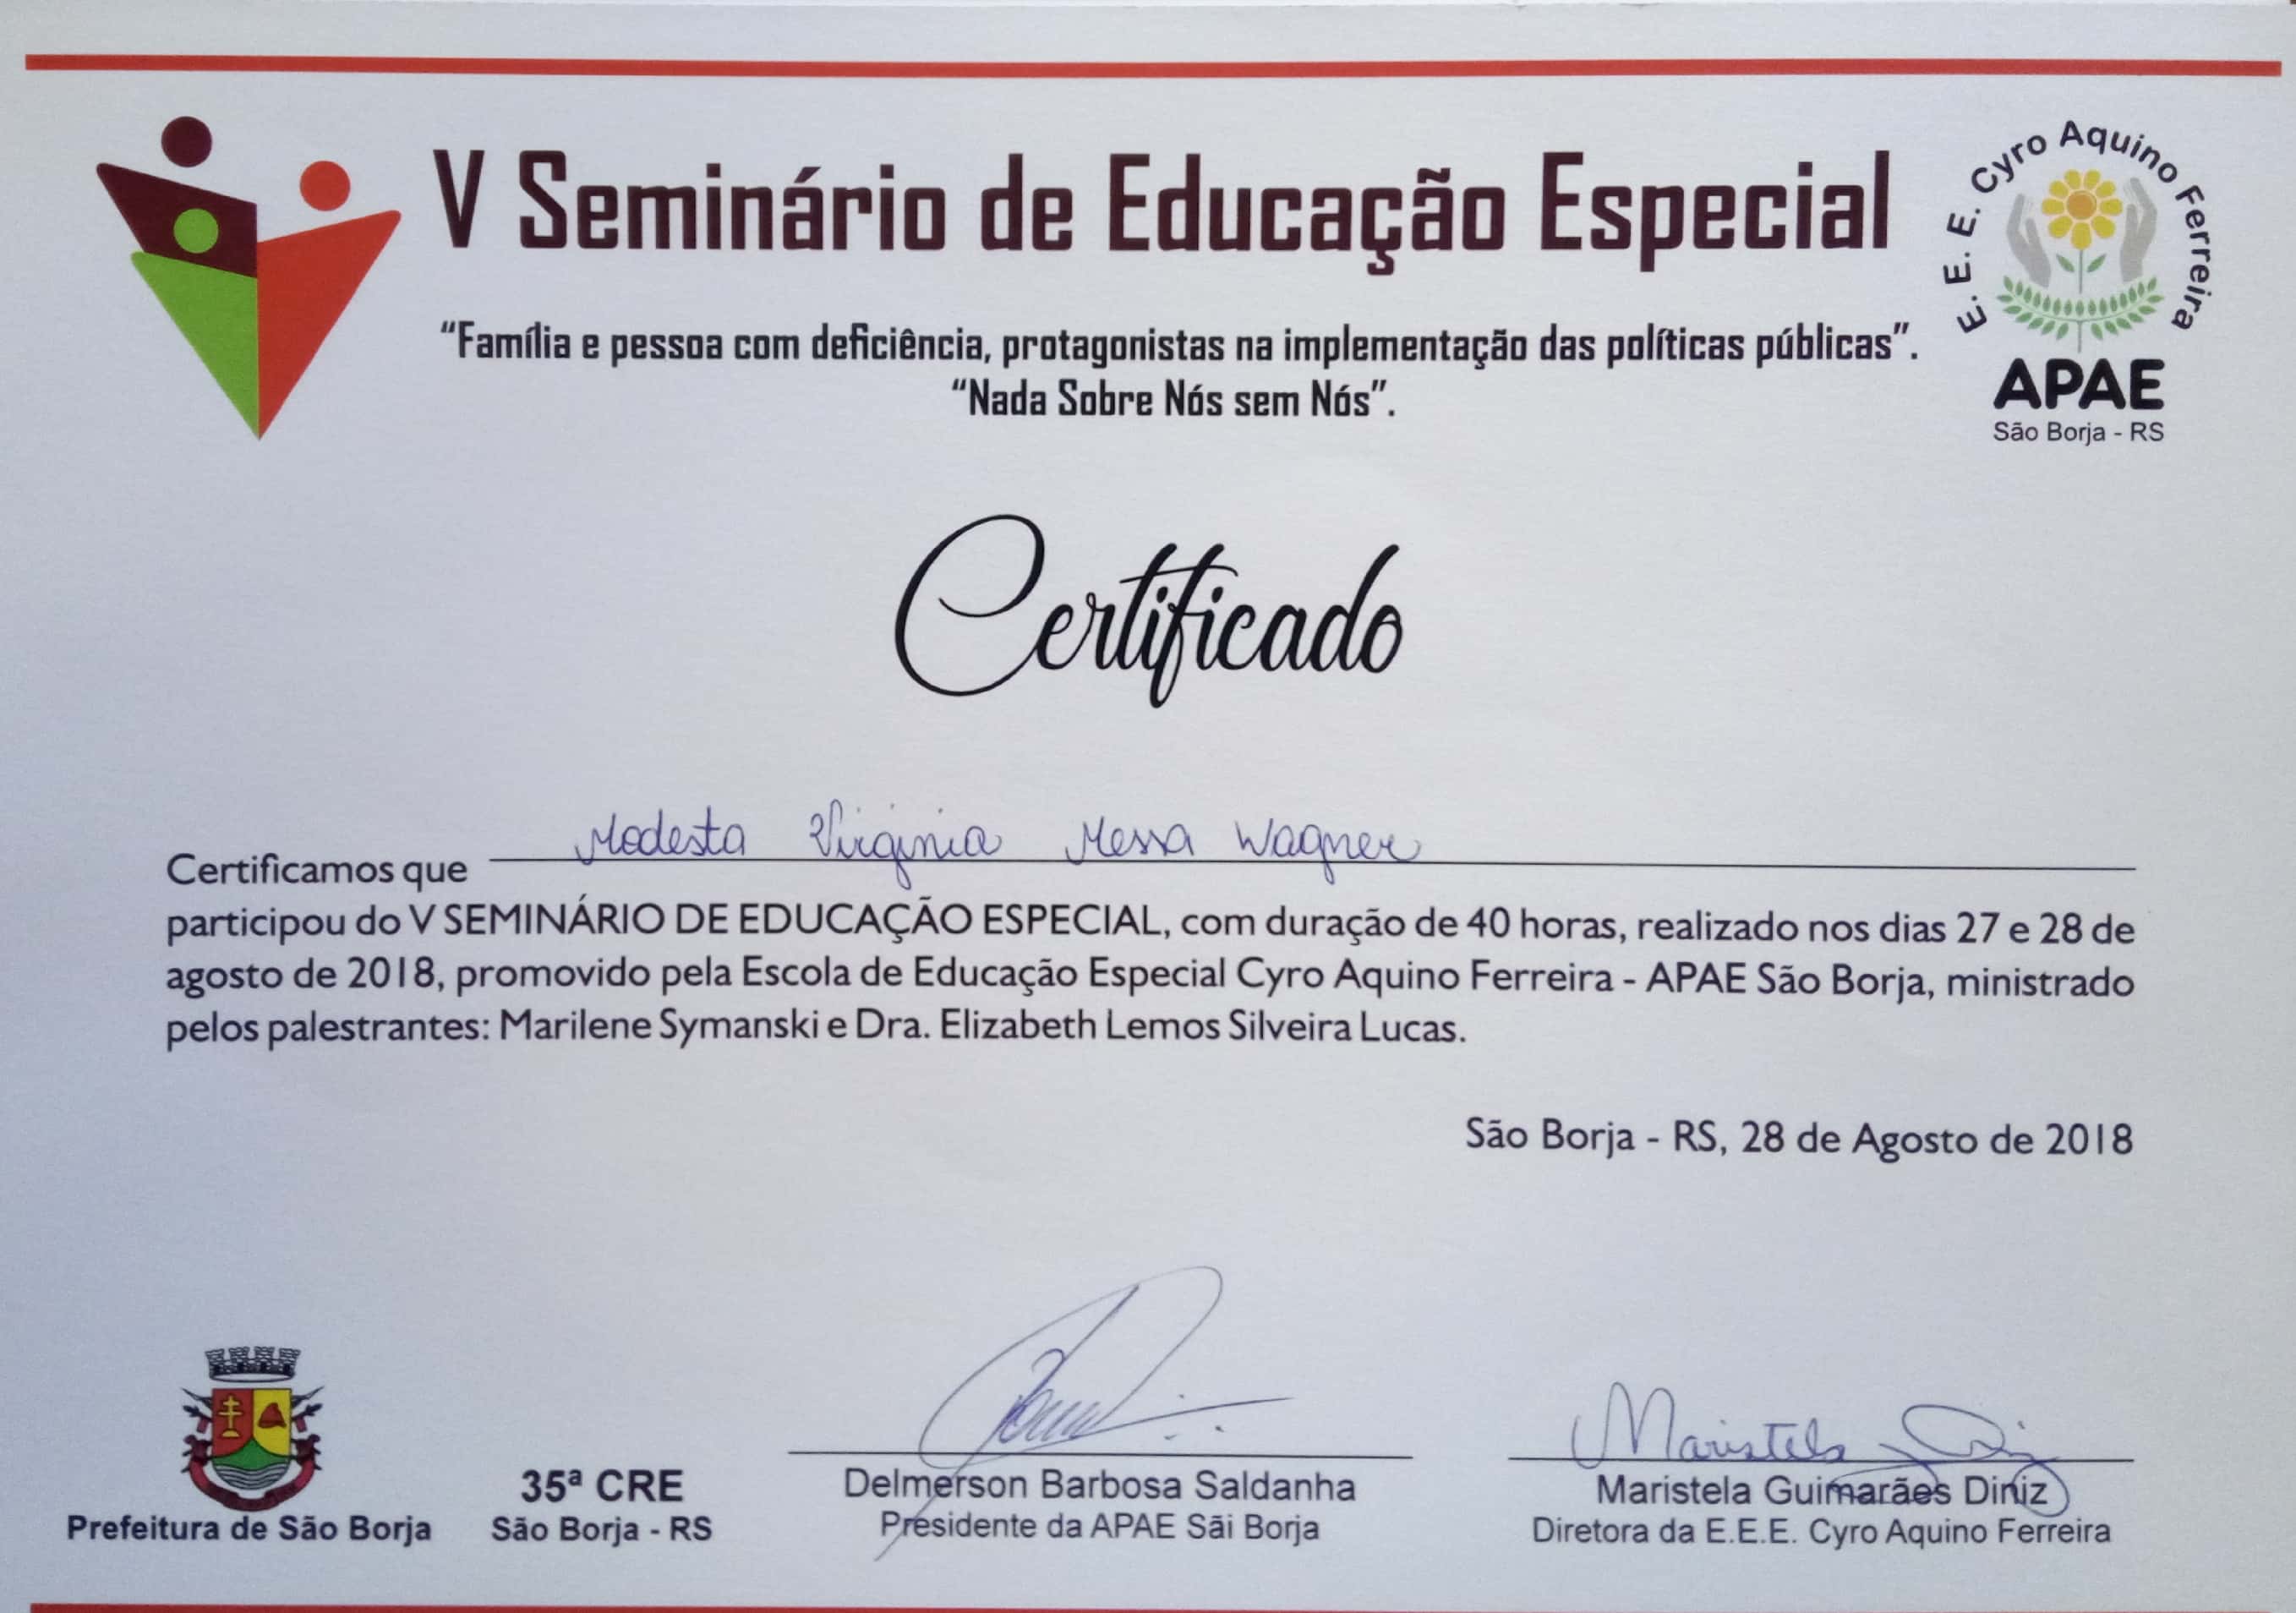 V Seminário de Educação Especial
E. E. E. Cyro Aquino Ferreira
APAE
São Borja - RS
"Família e pessoa com deficiência, protagonistas na implementação das políticas públicas".
"Nada Sobre Nós sem Nós".
Certificado
Certificamos que Modesta Virginia Messa Wagner
participou do V SEMINÁRIO DE EDUCAÇÃO ESPECIAL, com duração de 40 horas, realizado nos dias 27 e 28 de
agosto de 2018, promovido pela Escola de Educação Especial Cyro Aquino Ferreira - APAE São Borja, ministrado
pelos palestrantes: Marilene Symanski e Dra. Elizabeth Lemos Silveira Lucas.
São Borja - RS, 28 de Agosto de 2018
Prefeitura de São Borja
35ª CRE
São Borja - RS
Delmerson Barbosa Saldanha
Presidente da APAE Sãi Borja
Maristela Diniz
Maristela Guimarães Diniz
Diretora da E.E.E. Cyro Aquino Ferreira